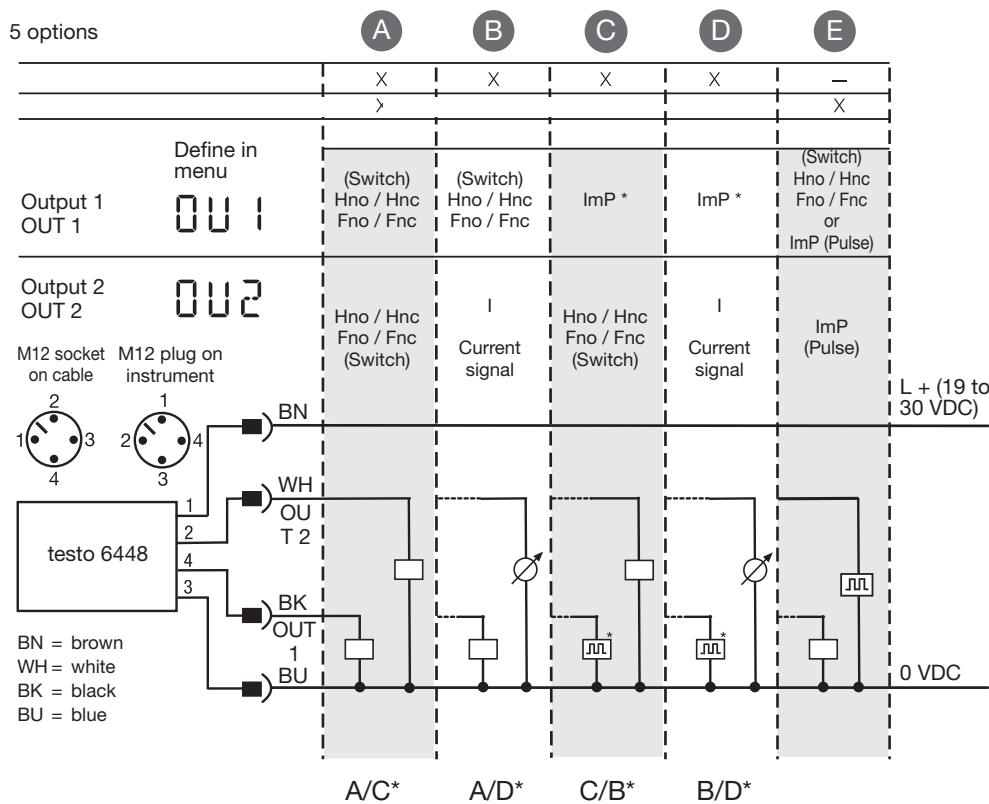 5 options
A B C D E
X X X X –
X X
Define in
menu
Output 1
OUT 1
OU1
(Switch)
Hno / Hnc
Fno / Fnc
(Switch)
Hno / Hnc
Fno / Fnc
ImP *
ImP *
(Switch)
Hno / Hnc
Fno / Fnc
or
ImP (Pulse)
Output 2
OUT 2
OU2
Hno / Hnc
Fno / Fnc
(Switch)
I
Current
signal
Hno / Hnc
Fno / Fnc
(Switch)
I
Current
signal
ImP
(Pulse)
M12 socket
on cable
M12 plug on
instrument
2
1 3
4
1
2 4
3
BN
L + (19 to
30 VDC)
WH
OU
T 2
testo 6448
1
2
4
3
BK
OUT
1
BU
* *
0 VDC
BN = brown
WH = white
BK = black
BU = blue
A/C* A/D* C/B* B/D*